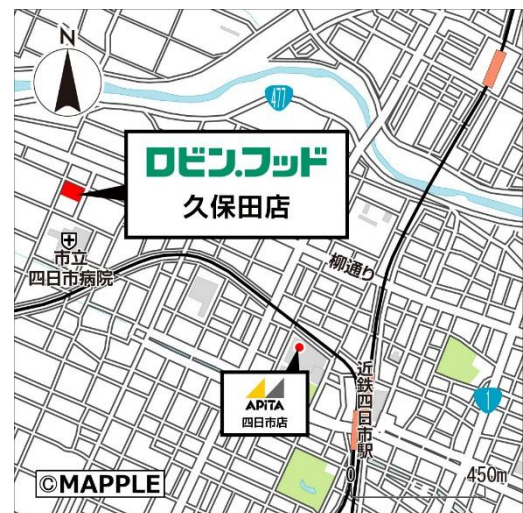 N
477
ロビン.フッド
久保田店
市立
四日市病院
柳通り
APiTA
四日市店
近鉄四日市駅
1
©MAPPLE
0 450m